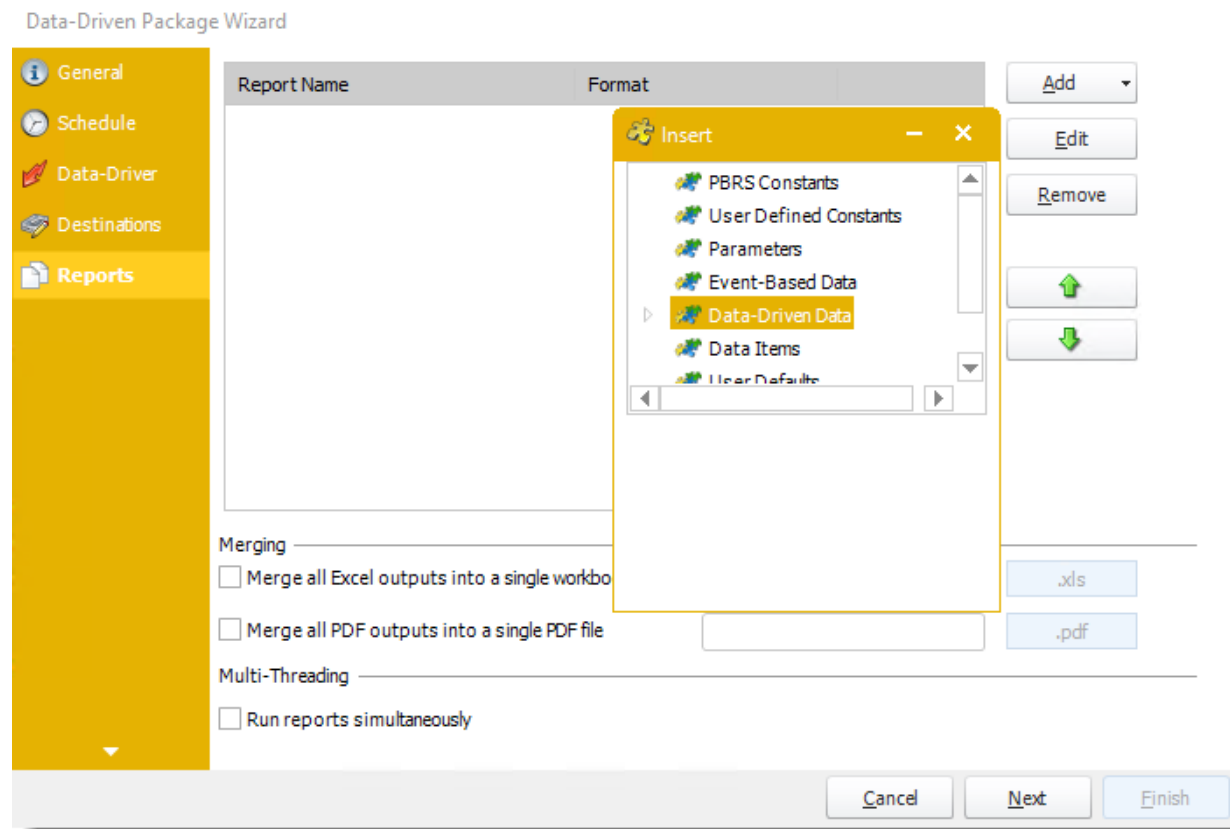 Data-Driven Package Wizard
General
Schedule
Data-Driver
Destinations
Reports
Report Name Format
Add
Edit
Remove
Insert
PBRS Constants
User Defined Constants
Parameters
Event-Based Data
Data-Driven Data
Data Items
User Defaults
Merging
Merge all Excel outputs into a single workbo
.xls
Merge all PDF outputs into a single PDF file
.pdf
Multi-Threading
Run reports simultaneously
Cancel Next Finish